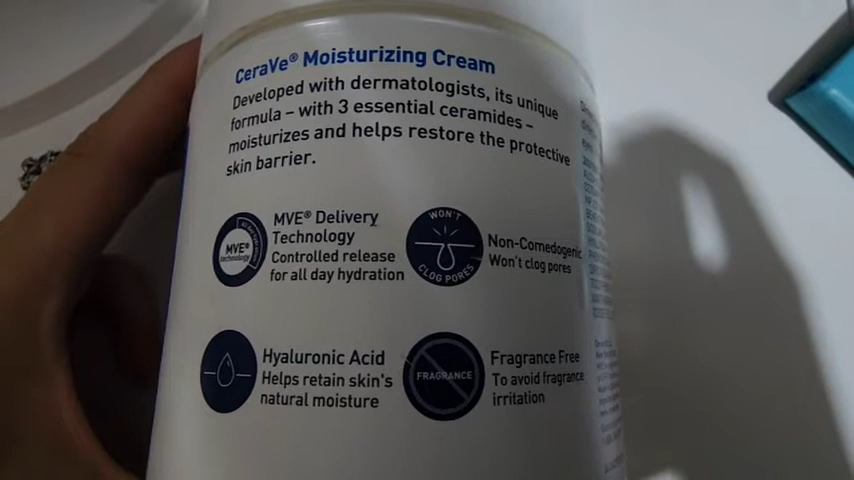 CeraVe® Moisturizing Cream
Developed with dermatologists, its unique
formula – with 3 essential ceramides –
moisturizes and helps restore the protective
skin barrier.
MVE®
technology
MVE® Delivery
Technology
Controlled release
for all day hydration
WON'T
CLOG PORES
Non-Comedogenic
Won't clog pores
Hyaluronic Acid
Helps retain skin's
natural moisture
FRAGRANCE
Fragrance Free
To avoid fragrance
irritation